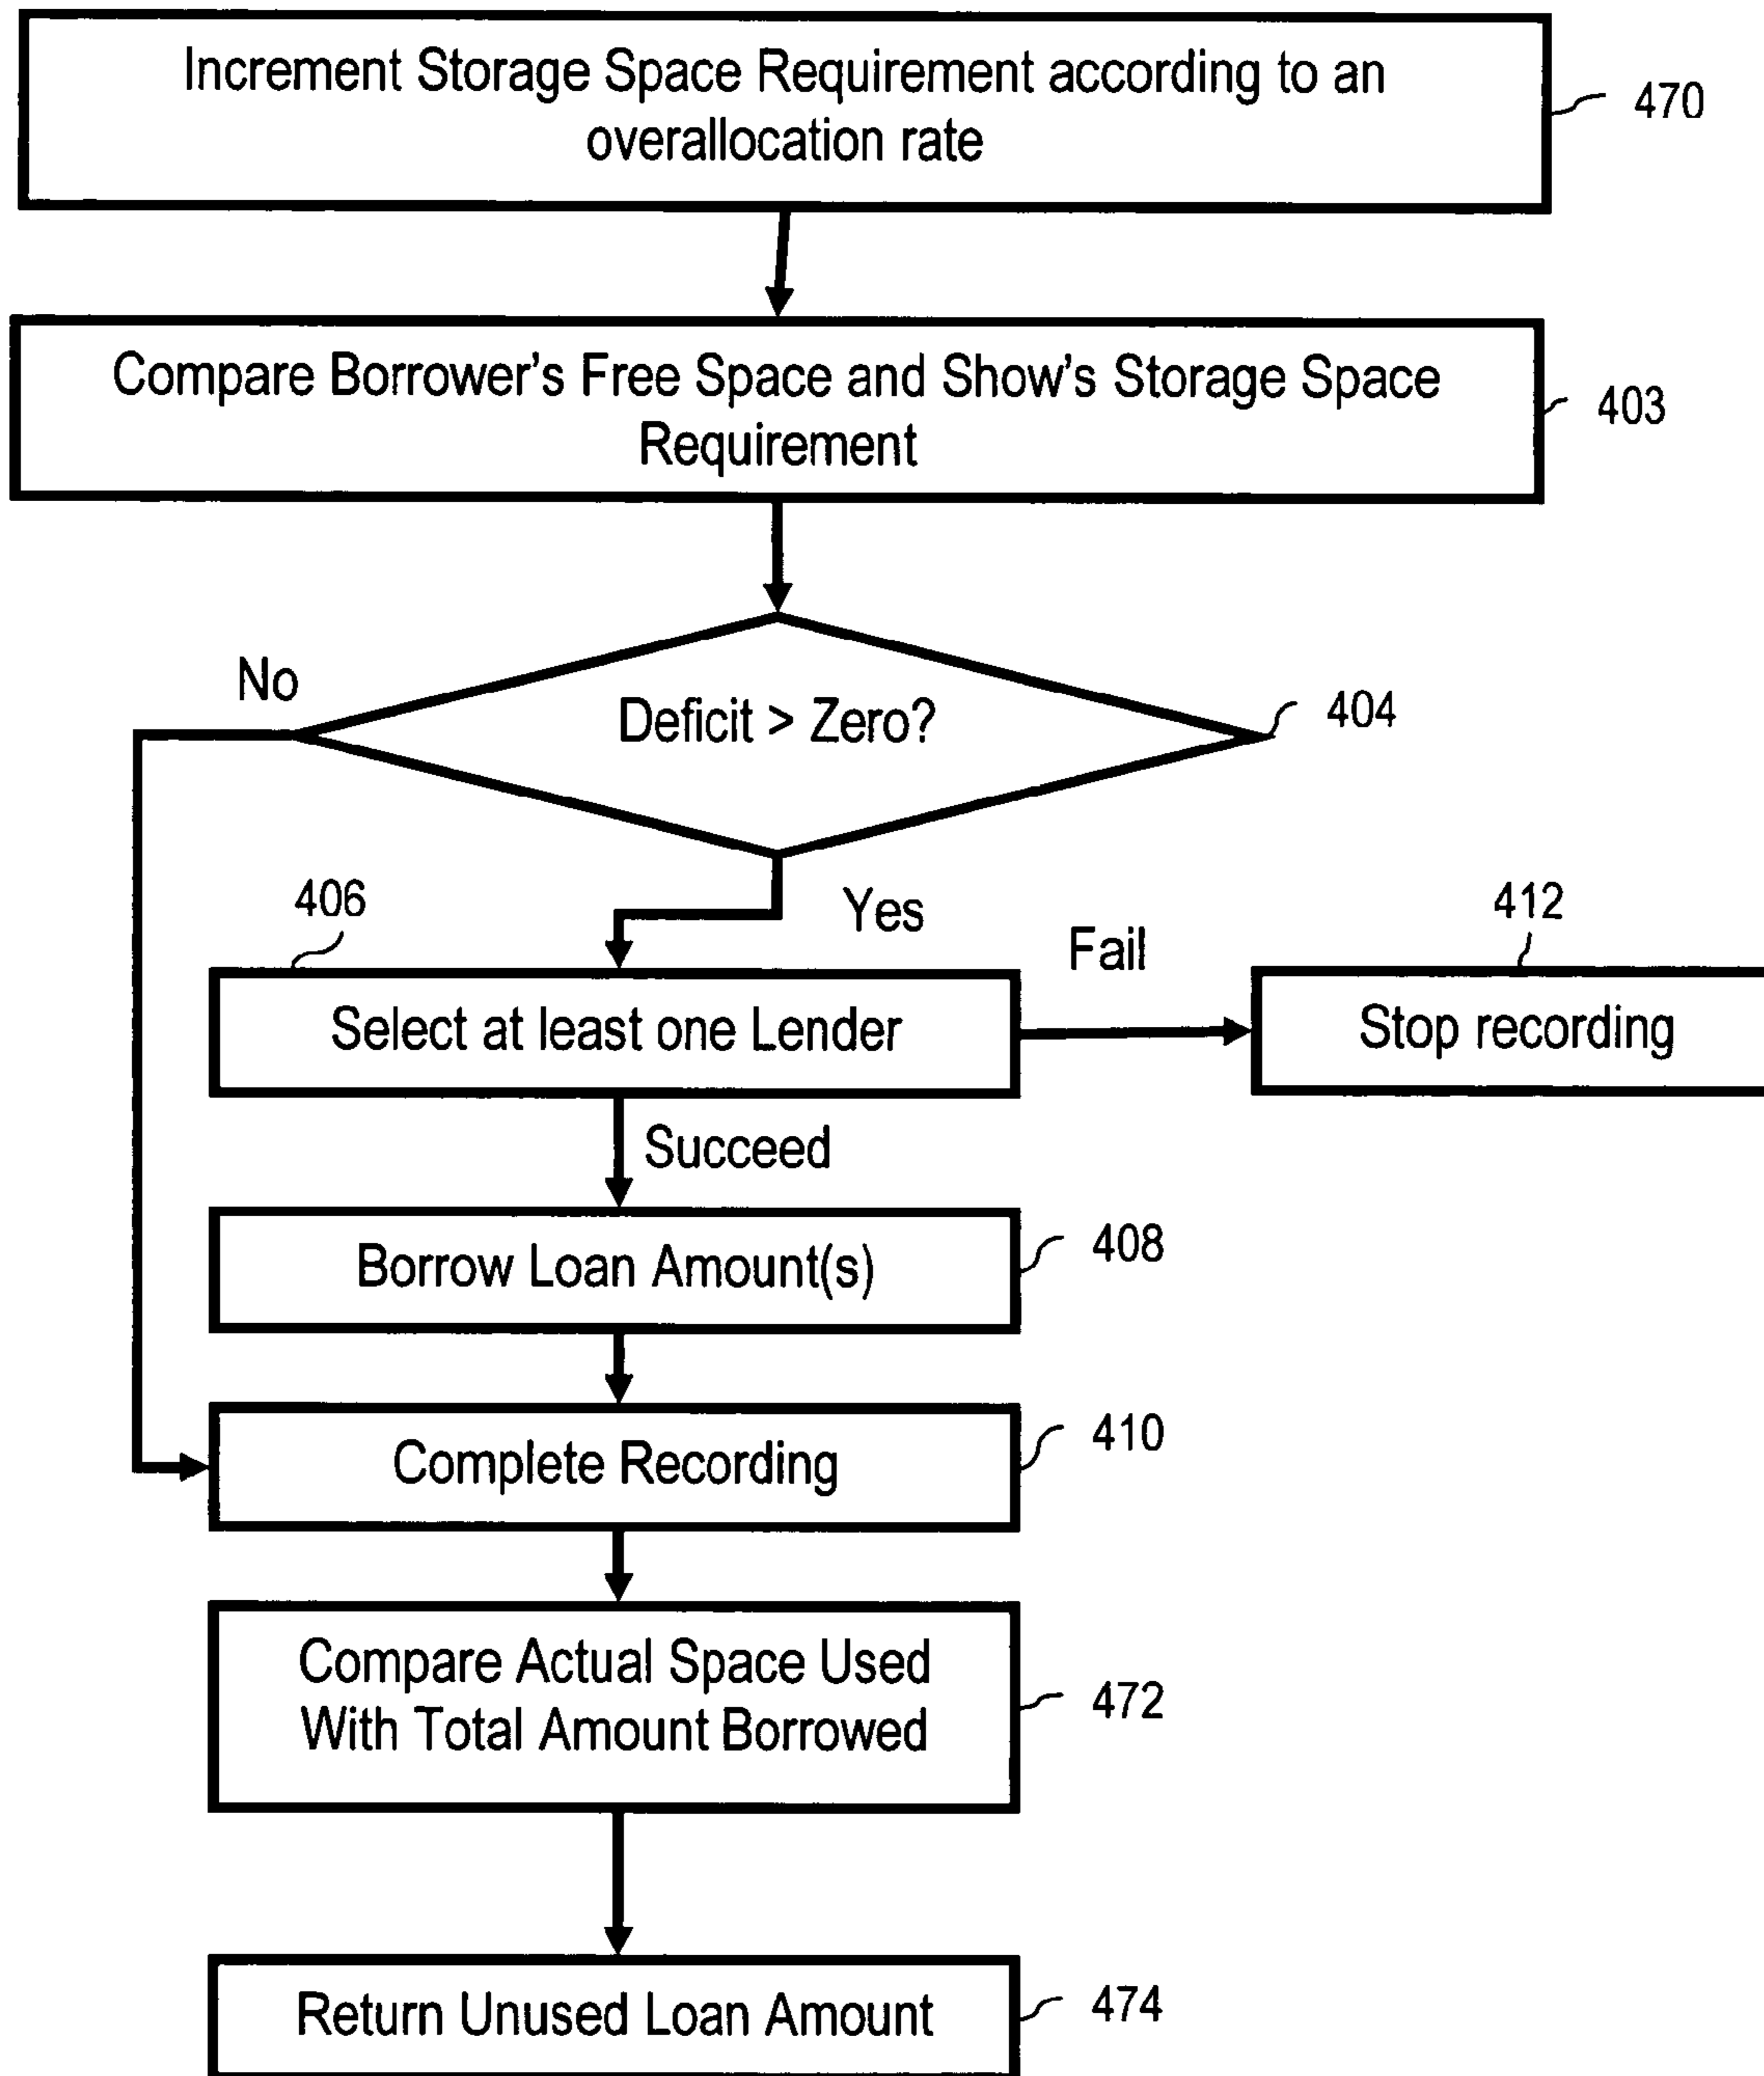 Increment Storage Space Requirement according to an
overallocation rate
470
Compare Borrower's Free Space and Show's Storage Space
Requirement
403
No
Deficit > Zero?
404
Yes
406
Select at least one Lender
Fail
412
Stop recording
Succeed
Borrow Loan Amount(s)
408
Complete Recording
410
Compare Actual Space Used
With Total Amount Borrowed
472
Return Unused Loan Amount
474